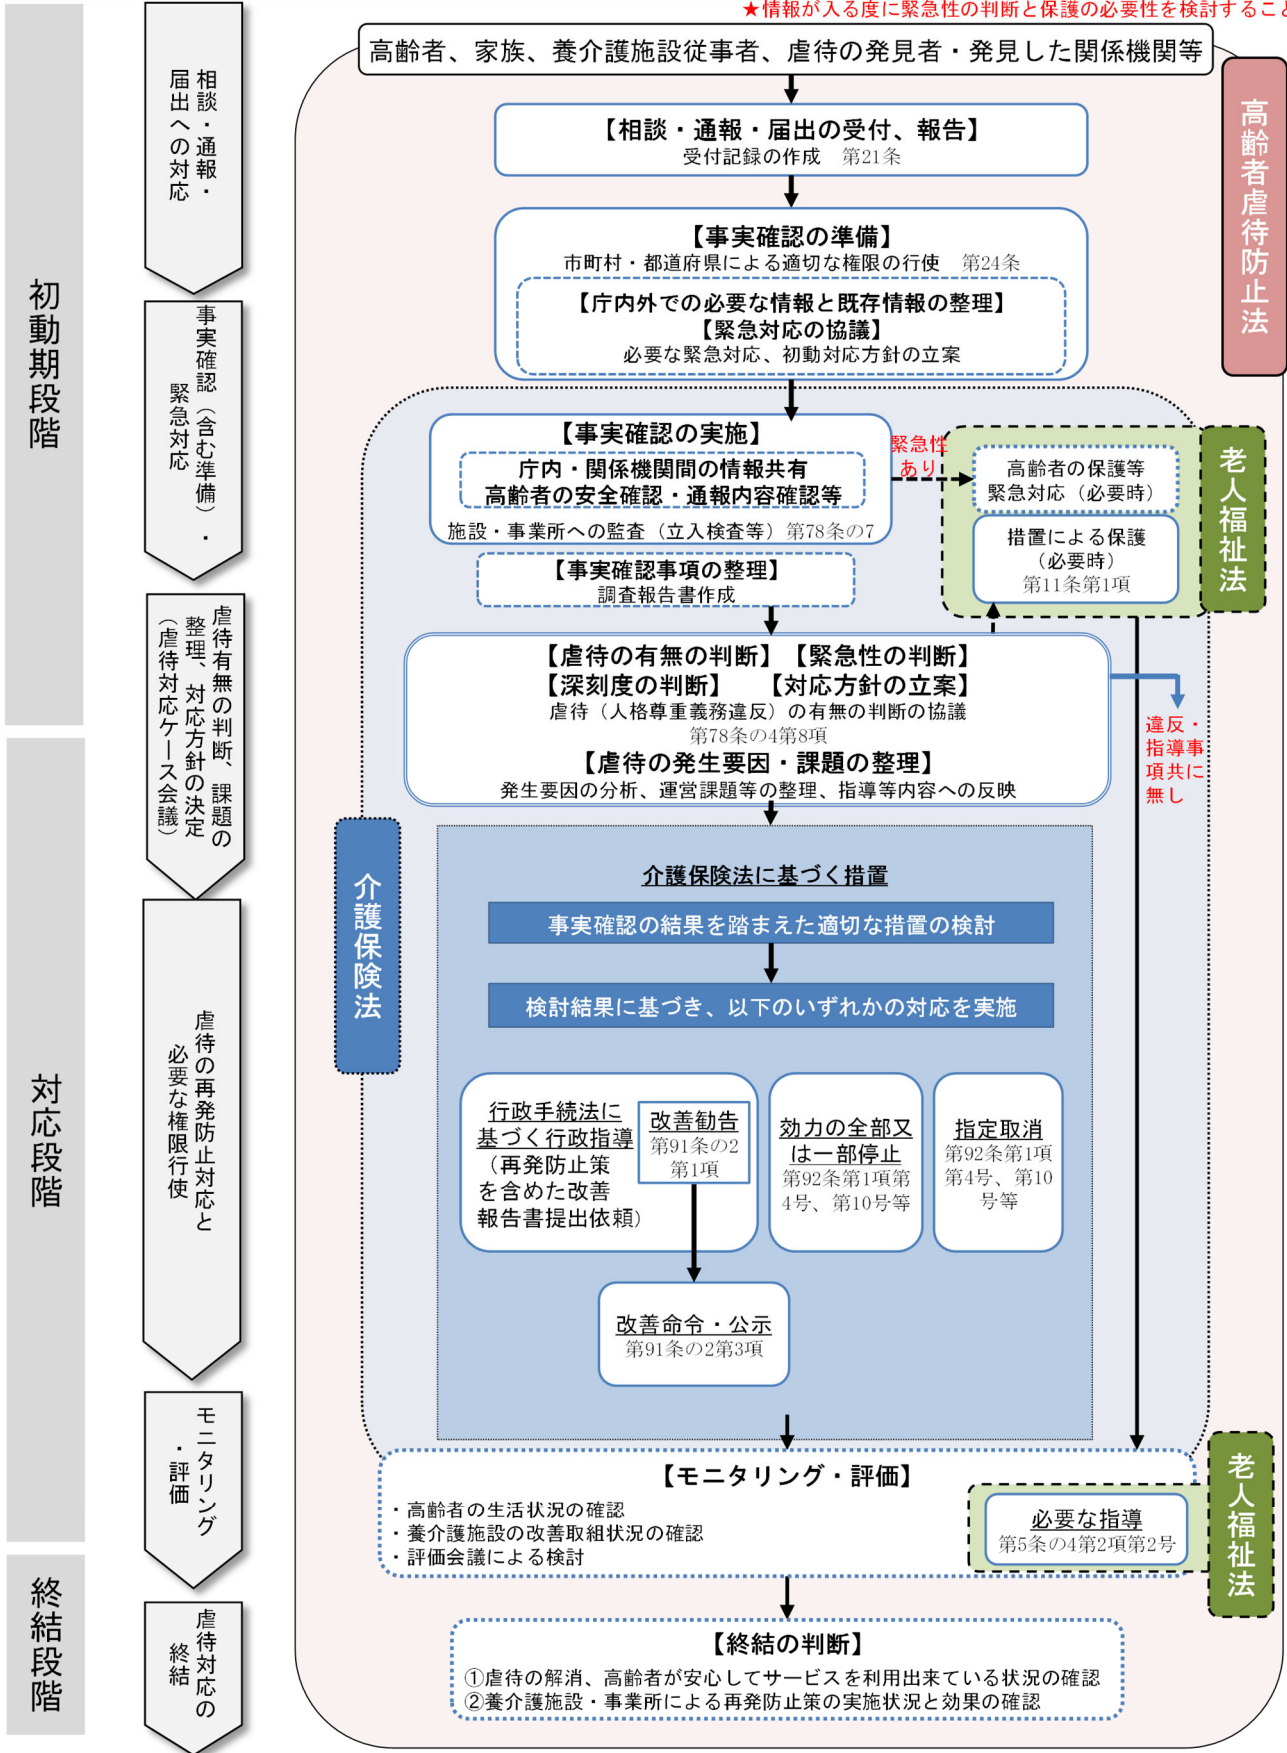 ★情報が入る度に緊急性の判断と保護の必要性を検討するこ
高齢者、家族、養介護施設従事者、虐待の発見者・発見した関係機関等
高齢者虐待防止法
初動期段階
相談・通報・
届出への対応
【相談・通報・届出の受付、報告】
受付記録の作成　第21条
【事実確認の準備】
市町村・都道府県による適切な権限の行使　第24条
【庁内外での必要な情報と既存情報の整理】
【緊急対応の協議】
必要な緊急対応、初動対応方針の立案
事実確認（含む準備）・
緊急対応
【事実確認の実施】
庁内・関係機関間の情報共有
高齢者の安全確認・通報内容確認等
施設・事業所への監査（立入検査等）第78条の7
緊急性
あり
高齢者の保護等
緊急対応（必要時）
措置による保護
（必要時）
第11条第1項
老人福祉法
【事実確認事項の整理】
調査報告書作成
虐待有無の判断、課題の
整理、対応方針の決定
（虐待対応ケース会議）
【虐待の有無の判断】【緊急性の判断】
【深刻度の判断】　【対応方針の立案】
虐待（人格尊重義務違反）の有無の判断の協議
第78条の4第8項
【虐待の発生要因・課題の整理】
発生要因の分析、運営課題等の整理、指導等内容への反映
違反・
指導事
項共に
無し
対応段階
虐待の再発防止対応と
必要な権限行使
介護保険法
介護保険法に基づく措置
事実確認の結果を踏まえた適切な措置の検討
検討結果に基づき、以下のいずれかの対応を実施
行政手続法に
基づく行政指導
（再発防止策
を含めた改善
報告書提出依頼）
改善勧告
第91条の2
第1項
効力の全部又
は一部停止
第92条第1項第
4号、第10号等
指定取消
第92条第1項
第4号、第10
号等
改善命令・公示
第91条の2第3項
モニタリング
・評価
【モニタリング・評価】
・高齢者の生活状況の確認
・養介護施設の改善取組状況の確認
・評価会議による検討
必要な指導
第5条の4第2項第2号
老人福祉法
終結段階
虐待対応の
終結
【終結の判断】
①虐待の解消、高齢者が安心してサービスを利用出来ている状況の確認
②養介護施設・事業所による再発防止策の実施状況と効果の確認